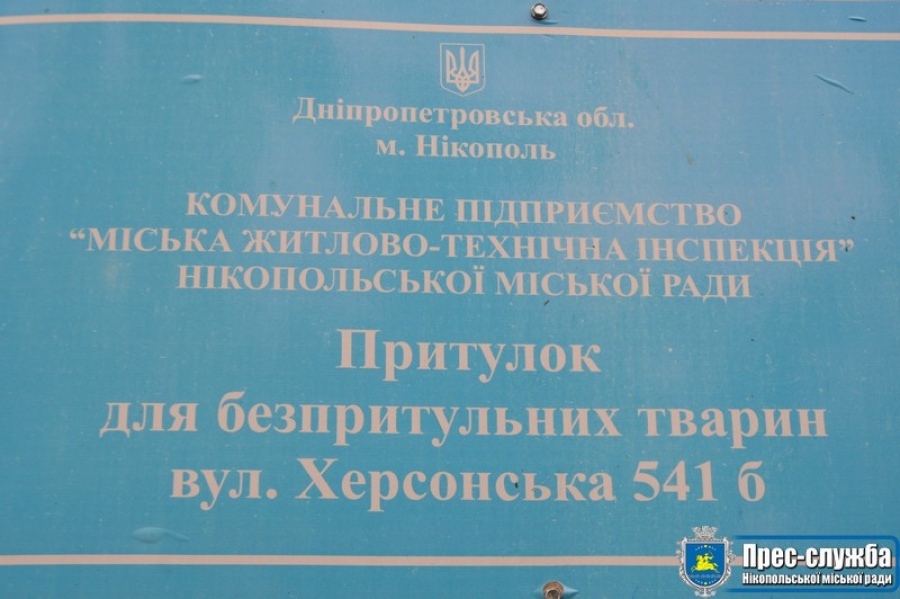 Дніпропетровська обл.
м. Нікополь
КОМУНАЛЬНЕ ПІДПРИЄМСТВО
“МІСЬКА ЖИТЛОВО-ТЕХНІЧНА ІНСПЕКЦІЯ”
НІКОПОЛЬСЬКОЇ МІСЬКОЇ РАДИ
Притулок
для безпритульних тварин
вул. Херсонська 541 б
Прес-служба
Нікопольської міської ради